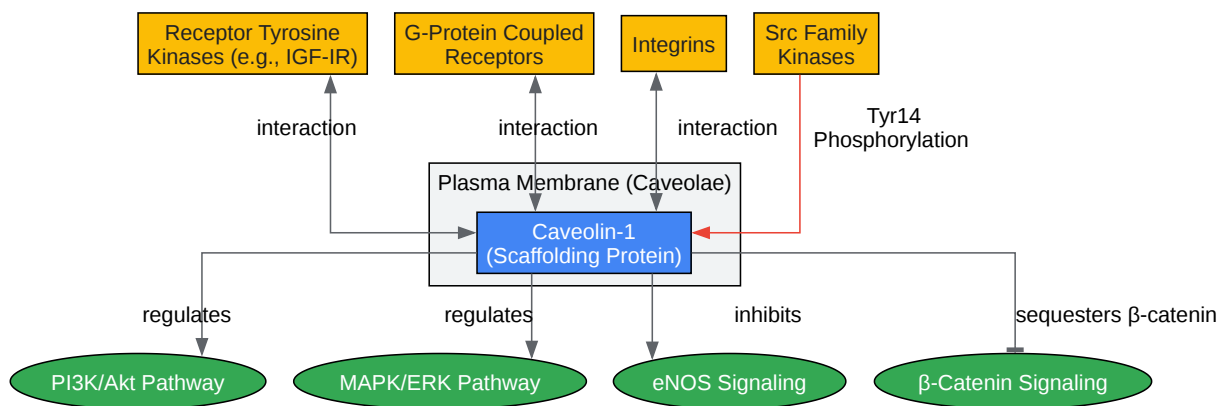 Receptor Tyrosine
Kinases (e.g., IGF-IR)
G-Protein Coupled
Receptors
Integrins
Src Family
Kinases
interaction
interaction
interaction
Tyr14
Phosphorylation
Plasma Membrane (Caveolae)
Caveolin-1
(Scaffolding Protein)
regulates
regulates
inhibits
sequesters β-catenin
PI3K/Akt Pathway
MAPK/ERK Pathway
eNOS Signaling
β-Catenin Signaling